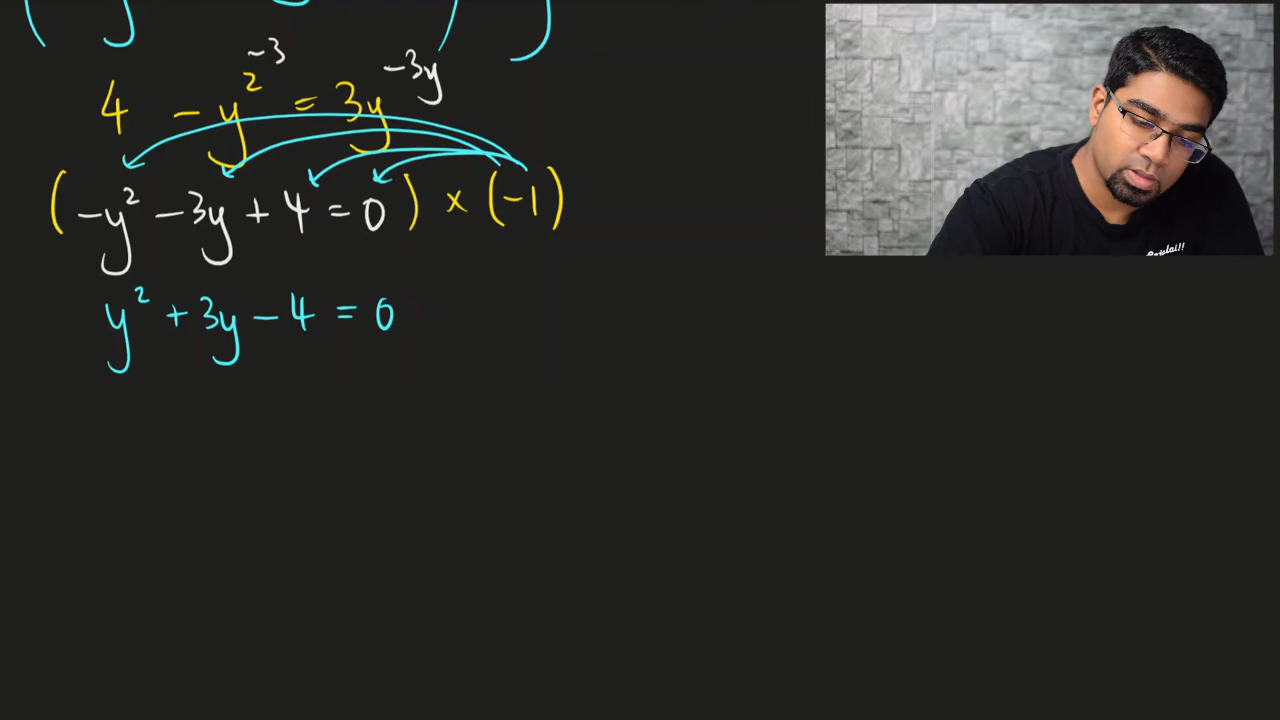 4 - y² ⁻³ = 3y ⁻³ʸ
( -y² - 3y + 4 = 0 ) × (-1)
y² + 3y - 4 = 0